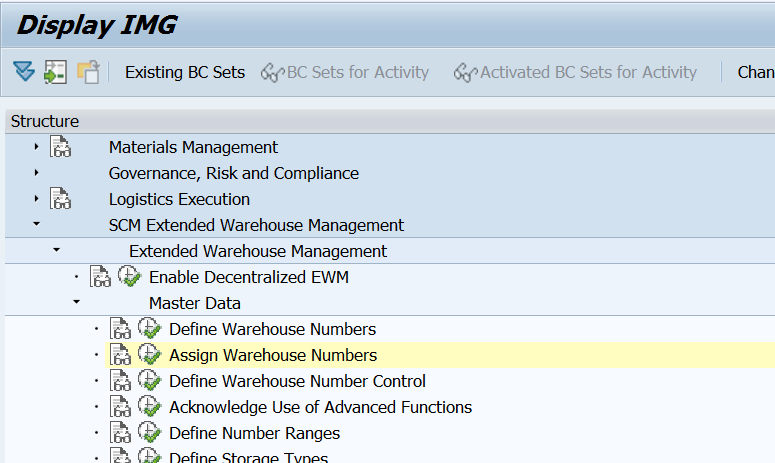 Display IMG
Existing BC Sets BC Sets for Activity Activated BC Sets for Activity Chan
Structure
Materials Management
Governance, Risk and Compliance
Logistics Execution
SCM Extended Warehouse Management
Extended Warehouse Management
Enable Decentralized EWM
Master Data
Define Warehouse Numbers
Assign Warehouse Numbers
Define Warehouse Number Control
Acknowledge Use of Advanced Functions
Define Number Ranges
Define Storage Types